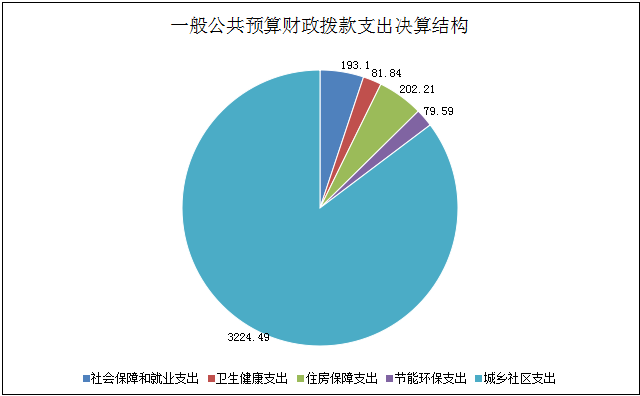 一般公共预算财政拨款支出决算结构
193.1
81.84
202.21
79.59
3224.49
社会保障和就业支出 卫生健康支出 住房保障支出 节能环保支出 城乡社区支出